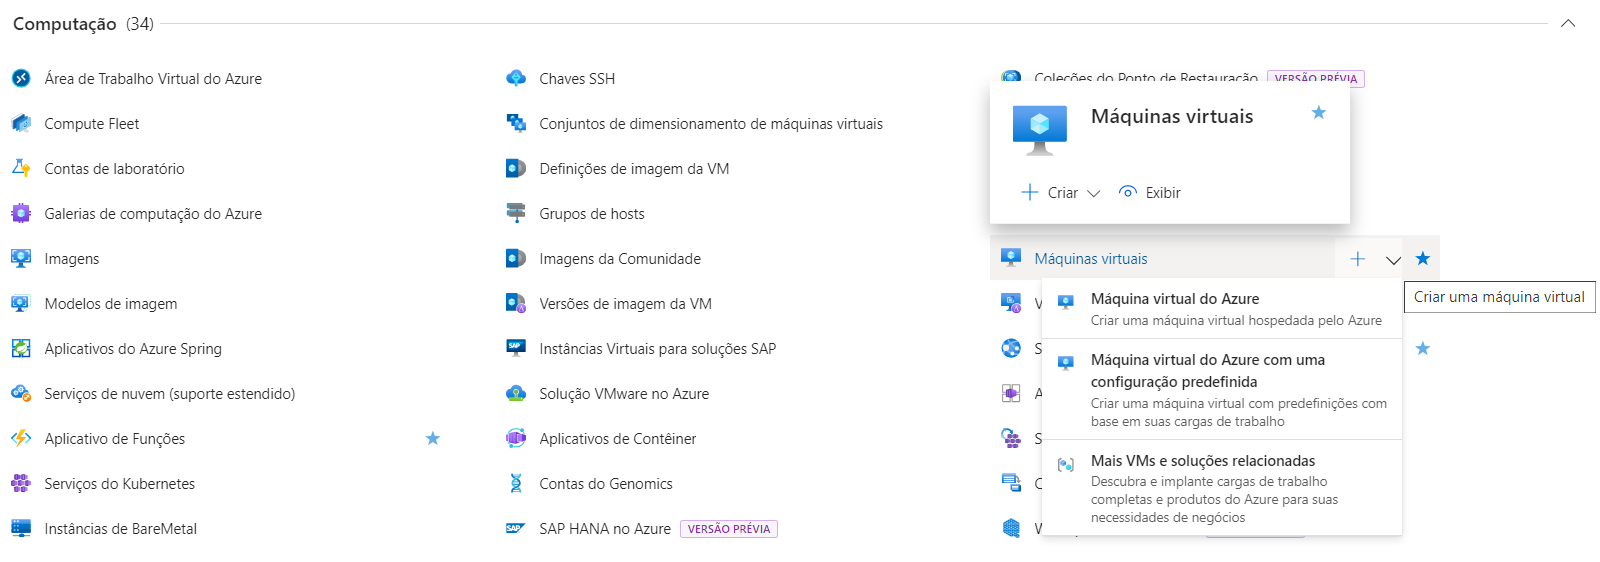 Computação (34)
Área de Trabalho Virtual do Azure
Compute Fleet
Contas de laboratório
Galerias de computação do Azure
Imagens
Modelos de imagem
Aplicativos do Azure Spring
Serviços de nuvem (suporte estendido)
Aplicativo de Funções
Serviços do Kubernetes
Instâncias de BareMetal
Chaves SSH
Conjuntos de dimensionamento de máquinas virtuais
Definições de imagem da VM
Grupos de hosts
Imagens da Comunidade
Versões de imagem da VM
Instâncias Virtuais para soluções SAP
Solução VMware no Azure
Aplicativos de Contêiner
Contas do Genomics
SAP HANA no Azure VERSÃO PRÉVIA
Coleções do Ponto de Restauração VERSÃO PRÉVIA
Máquinas virtuais
Criar Exibir
Máquinas virtuais
Criar uma máquina virtual
Máquina virtual do Azure
Criar uma máquina virtual hospedada pelo Azure
Máquina virtual do Azure com uma
configuração predefinida
Criar uma máquina virtual com predefinições com
base em suas cargas de trabalho
Mais VMs e soluções relacionadas
Descubra e implante cargas de trabalho
completas e produtos do Azure para suas
necessidades de negócios